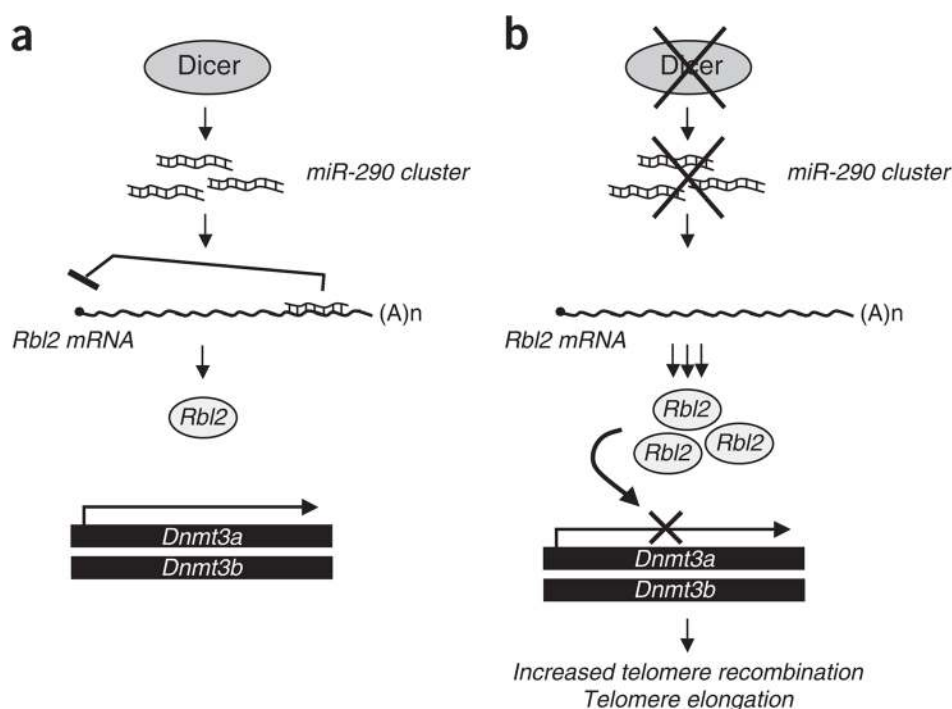 a
Dicer
miR-290 cluster
(A)n
Rbl2 mRNA
Rbl2
Dnmt3a
Dnmt3b
b
Dicer
miR-290 cluster
(A)n
Rbl2 mRNA
Rbl2
Rbl2
Rbl2
Dnmt3a
Dnmt3b
Increased telomere recombination
Telomere elongation